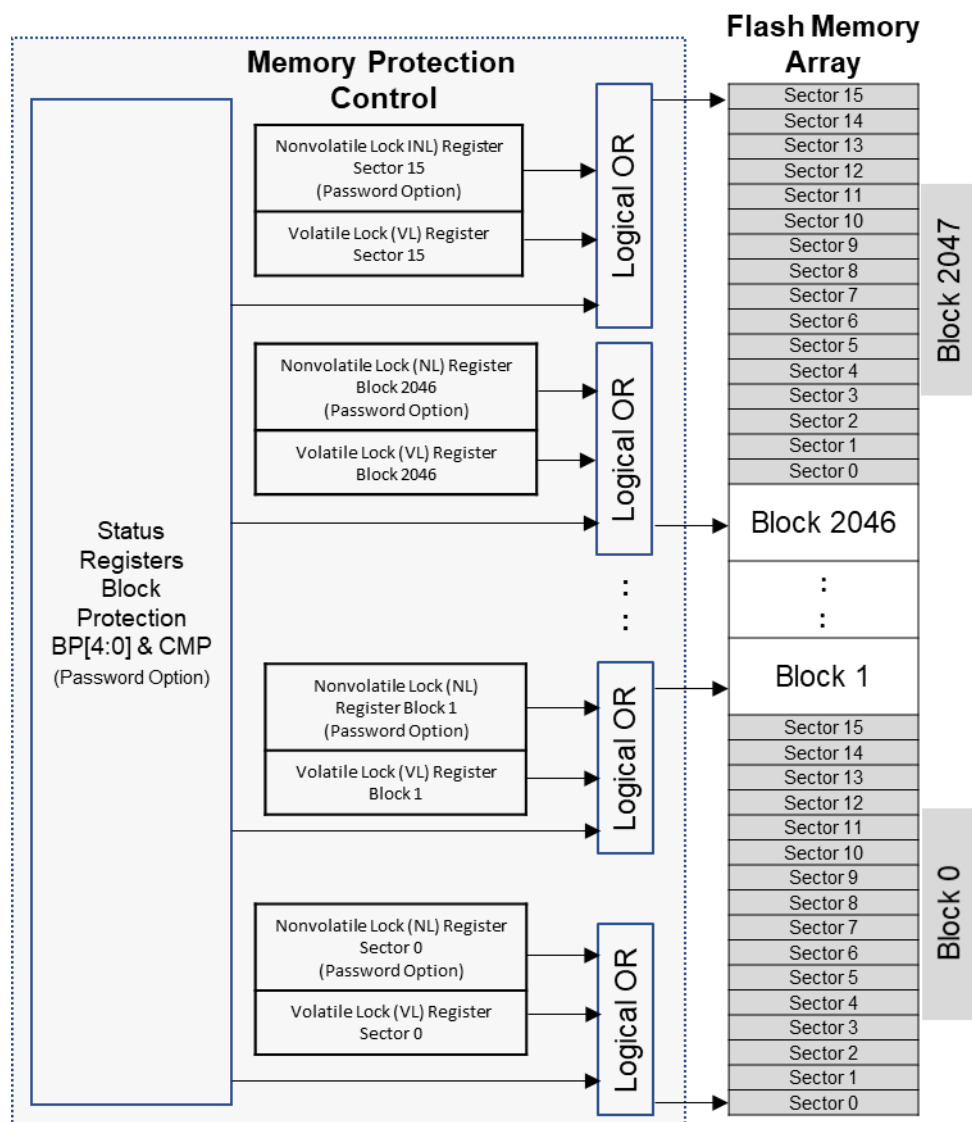 Flash Memory
Array
Memory Protection
Control
Status
Registers
Block
Protection
BP[4:0] & CMP
(Password Option)
Nonvolatile Lock INL) Register
Sector 15
(Password Option)
Volatile Lock (VL) Register
Sector 15
Logical OR
Nonvolatile Lock (NL) Register
Block 2046
(Password Option)
Volatile Lock (VL) Register
Block 2046
Logical OR
:
:
Nonvolatile Lock (NL)
Register Block 1
(Password Option)
Volatile Lock (VL) Register
Block 1
Logical OR
Nonvolatile Lock (NL) Register
Sector 0
(Password Option)
Volatile Lock (VL) Register
Sector 0
Logical OR
Sector 15
Sector 14
Sector 13
Sector 12
Sector 11
Sector 10
Sector 9
Sector 8
Sector 7
Sector 6
Sector 5
Sector 4
Sector 3
Sector 2
Sector 1
Sector 0
Block 2047
Block 2046
:
:
Block 1
Sector 15
Sector 14
Sector 13
Sector 12
Sector 11
Sector 10
Sector 9
Sector 8
Sector 7
Sector 6
Sector 5
Sector 4
Sector 3
Sector 2
Sector 1
Sector 0
Block 0